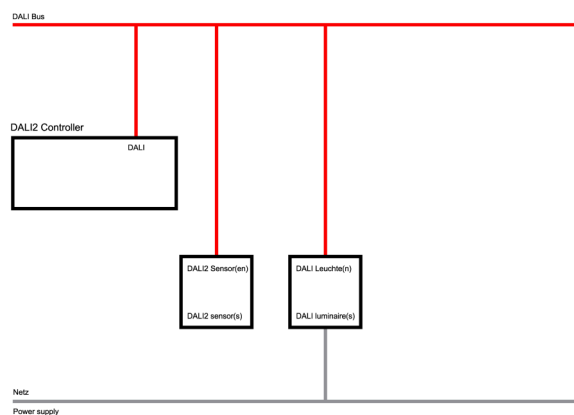 DALI Bus
DALI2 Controller
DALI
DALI2 Sensor(en)
DALI2 sensor(s)
DALI Leuchte(n)
DALI luminaire(s)
Netz
Power supply